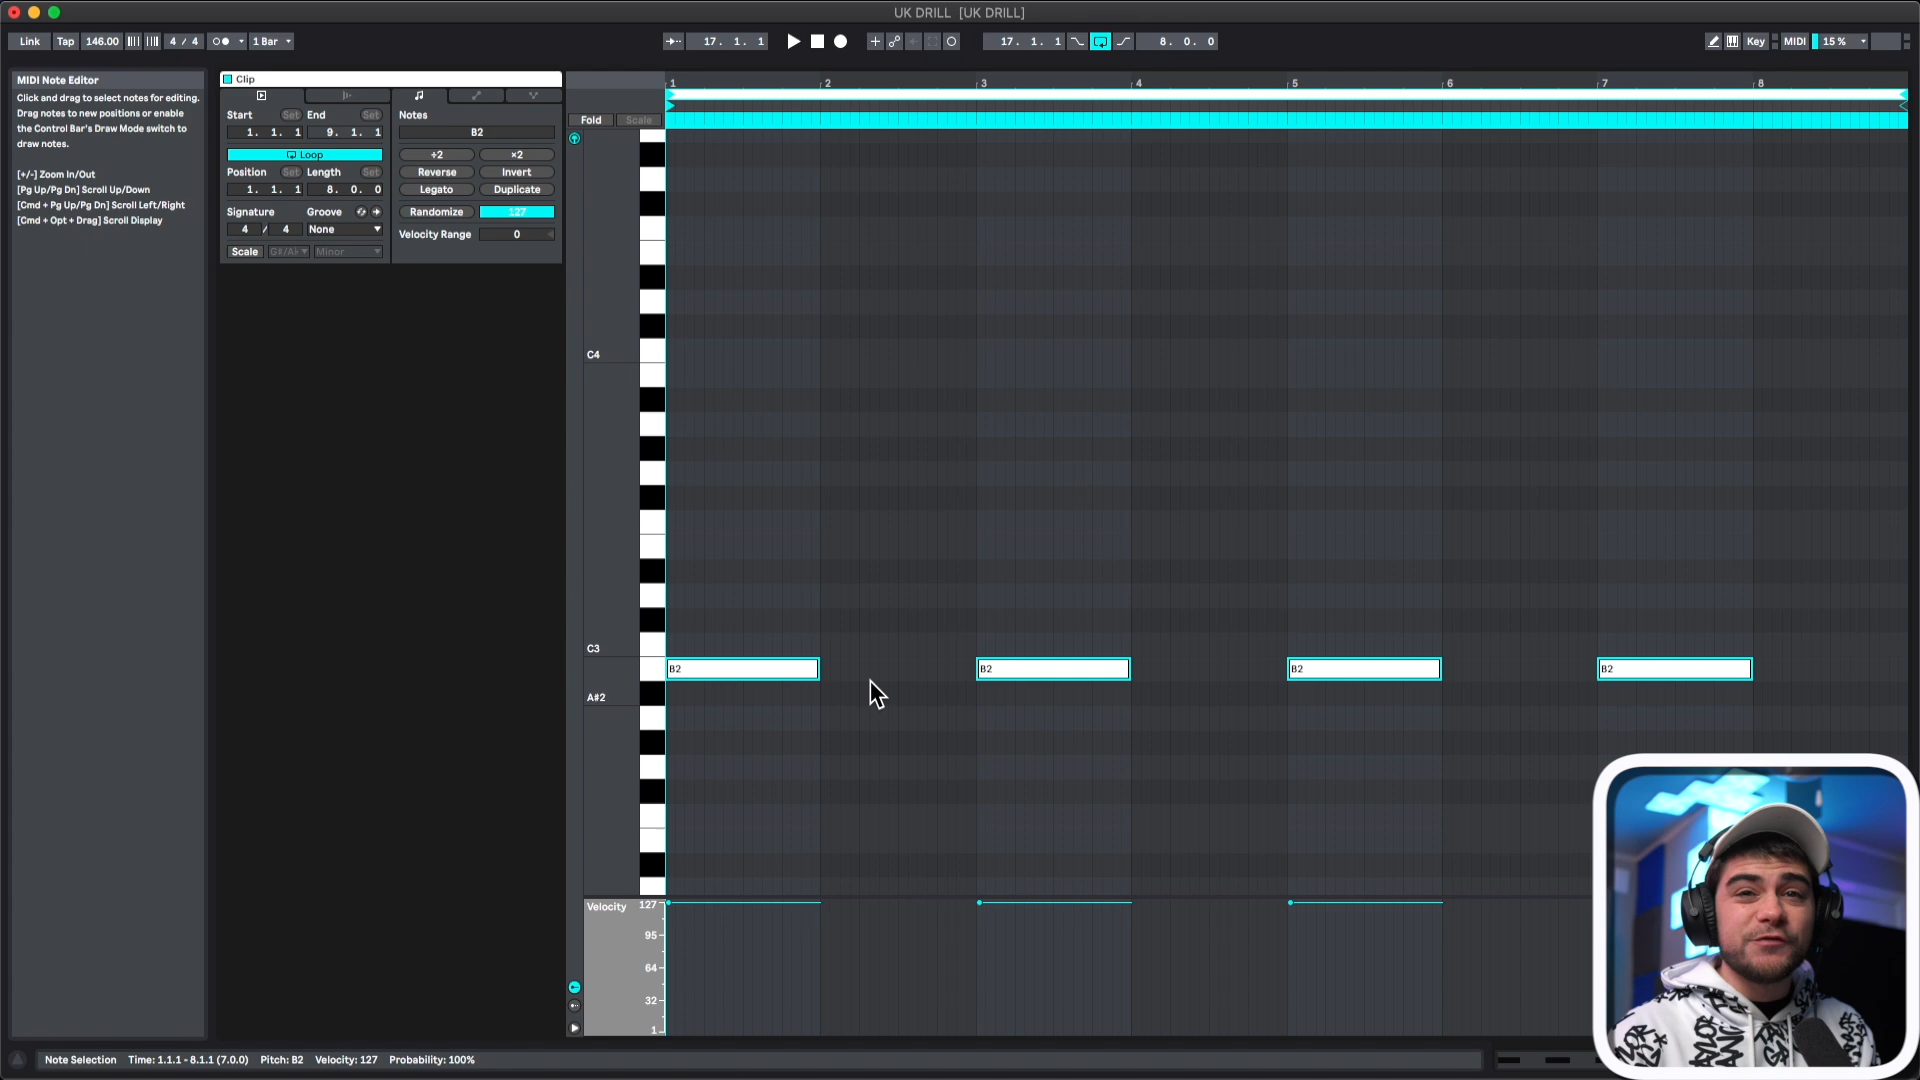 UK DRILL [UK DRILL]
Link Tap 146.00 4 / 4 1 Bar
17. 1. 1
17. 1. 1 8. 0. 0
Key MIDI 15 %
MIDI Note Editor
Click and drag to select notes for editing.
Drag notes to new positions or enable
the Control Bar's Draw Mode switch to
draw notes.
[+/-] Zoom In/Out
[Pg Up/Pg Dn] Scroll Up/Down
[Cmd + Pg Up/Pg Dn] Scroll Left/Right
[Cmd + Opt + Drag] Scroll Display
Clip
Start Set End Set
1. 1. 1 9. 1. 1
Loop
Position Set Length Set
1. 1. 1 8. 0. 0
Signature Groove
4 / 4 None
Scale G#/Ab Minor
Notes
B2
÷2 ×2
Reverse Invert
Legato Duplicate
Randomize 127
Velocity Range 0
1 2 3 4 5 6 7 8
Fold Scale
C4
C3
B2 B2 B2 B2
A#2
Velocity 127
95
64
32
1
Note Selection Time: 1.1.1 - 8.1.1 (7.0.0) Pitch: B2 Velocity: 127 Probability: 100%